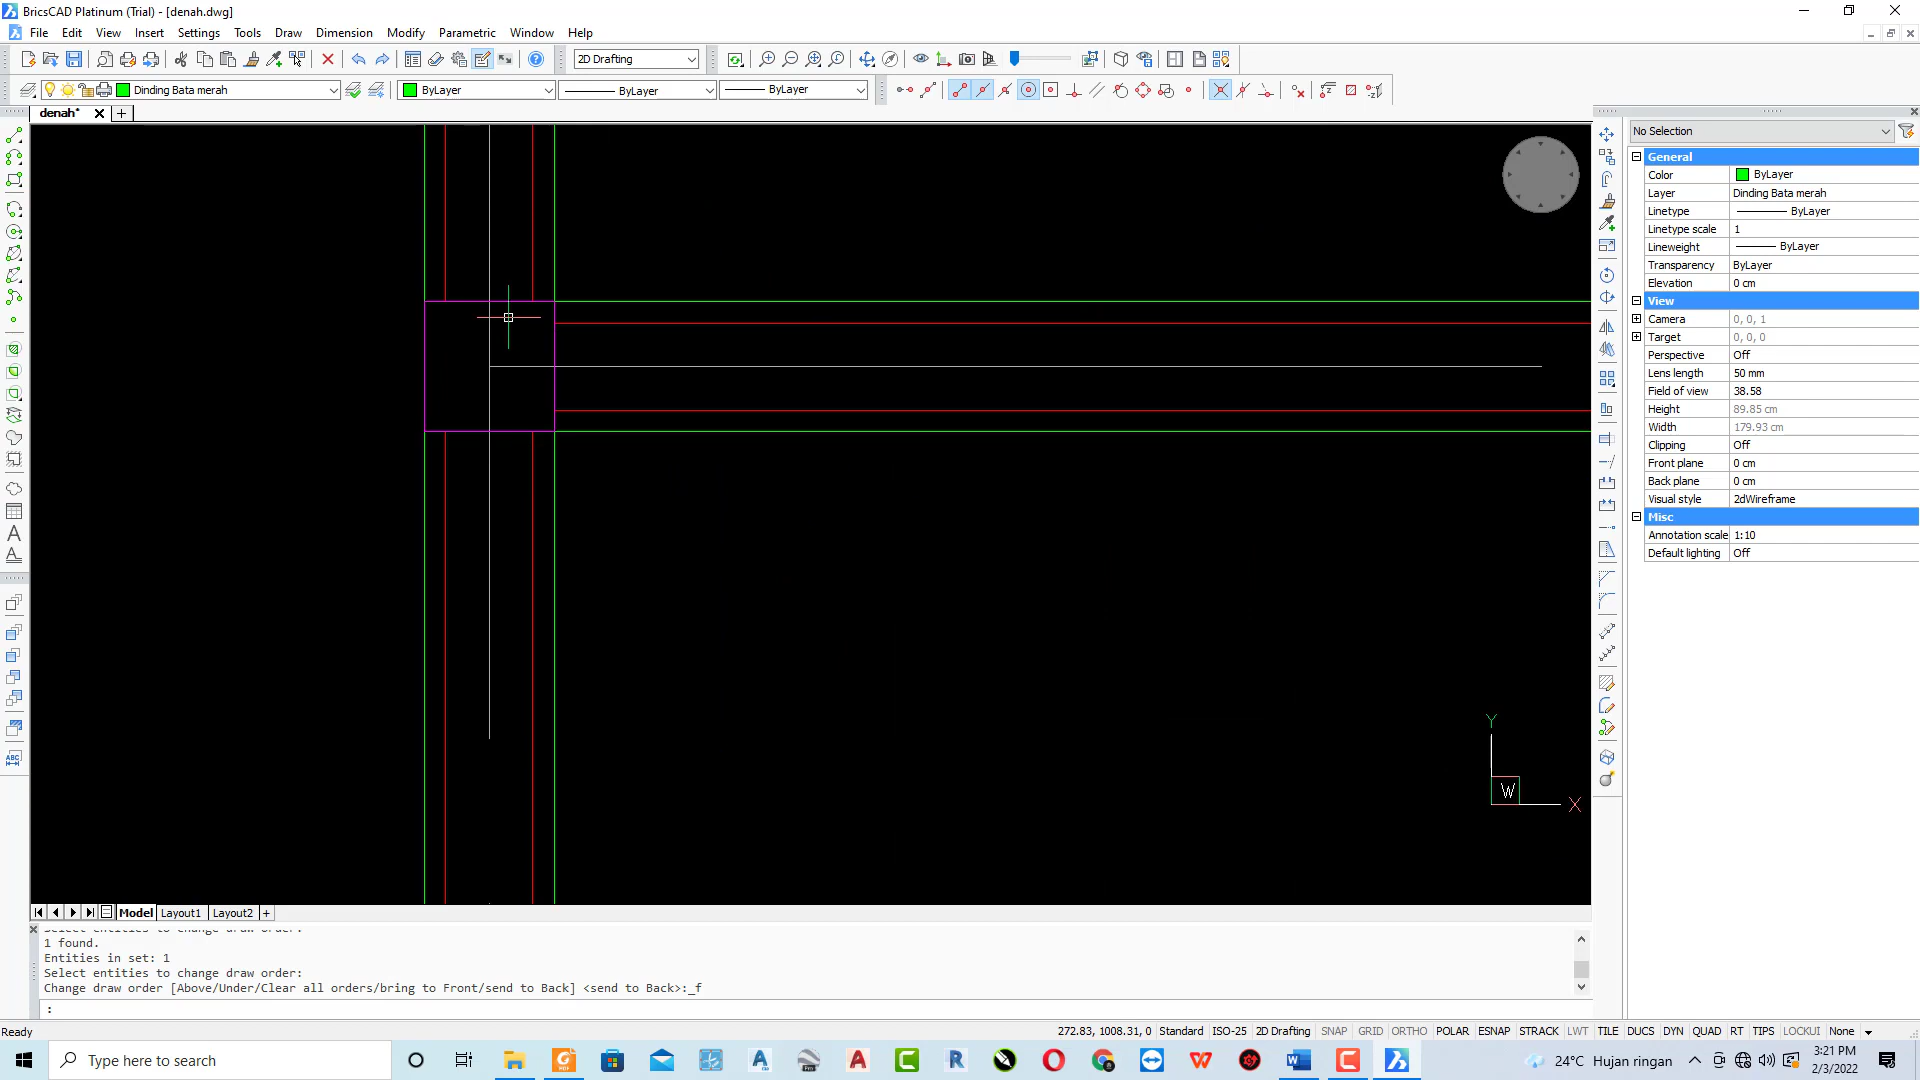 BricsCAD Platinum (Trial) - [denah.dwg]
File Edit View Insert Settings Tools Draw Dimension Modify Parametric Window Help
2D Drafting
Dinding Bata merah ByLayer ByLayer ByLayer
denah*
No Selection
General
Color ByLayer
Layer Dinding Bata merah
Linetype ByLayer
Linetype scale 1
Lineweight ByLayer
Transparency ByLayer
Elevation 0 cm
View
Camera 0, 0, 1
Target 0, 0, 0
Perspective Off
Lens length 50 mm
Field of view 38.58
Height 89.85 cm
Width 179.93 cm
Clipping Off
Front plane 0 cm
Back plane 0 cm
Visual style 2dWireframe
Misc
Annotation scale 1:10
Default lighting Off
Y
W
X
Model Layout1 Layout2 +
Select entities to change draw order:
1 found.
Entities in set: 1
Select entities to change draw order:
Change draw order [Above/Under/Clear all orders/bring to Front/send to Back] <send to Back>:_f
:
Ready
272.83, 1008.31, 0 Standard ISO-25 2D Drafting SNAP GRID ORTHO POLAR ESNAP STRACK LWT TILE DUCS DYN QUAD RT TIPS LOCKUI None
Type here to search
24°C Hujan ringan
3:21 PM
2/3/2022